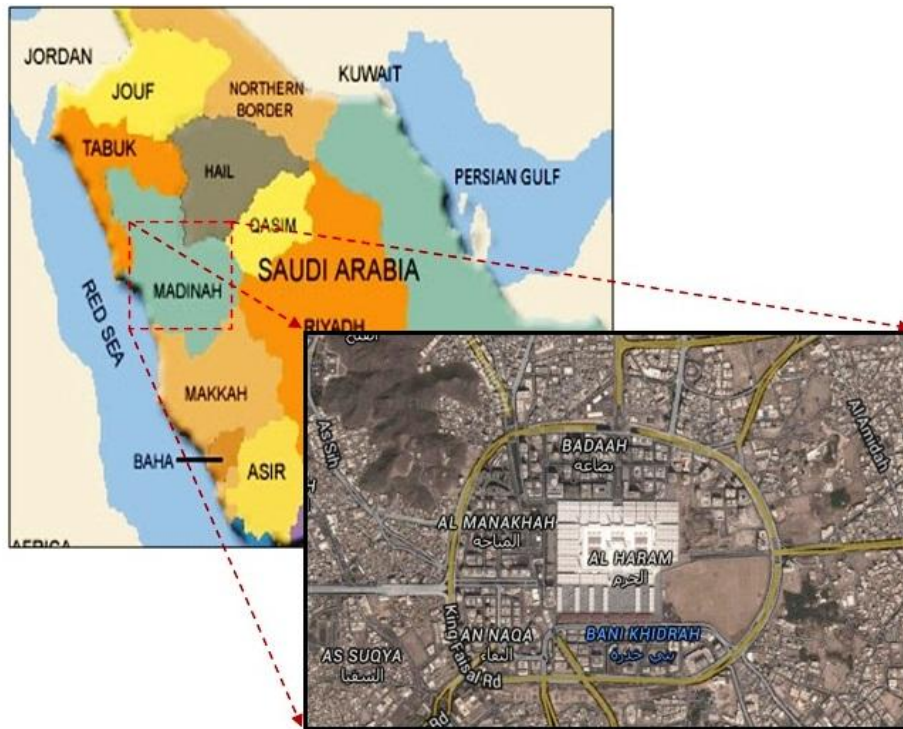 JORDAN
JOUF
NORTHERN
BORDER
KUWAIT
TABUK
HAIL
PERSIAN GULF
QASIM
SAUDI ARABIA
MADINAH
RED SEA
RIYADH
MAKKAH
BAHA
ASIR
AFRICA
As Sih
Al Amidah
BADAAH
بضاعه
AL MANAKHAH
المناخة
AL HARAM
الحرم
AN NAQA
النقاء
BANI KHIDRAH
بني خدرة
AS SUQYA
السقيا
King Faisal Rd
Rd